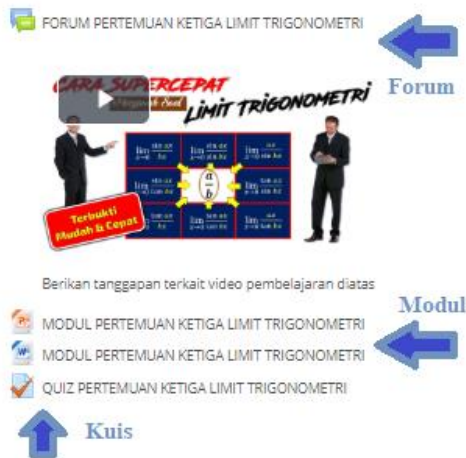 FORUM PERTEMUAN KETIGA LIMIT TRIGONOMETRI
Forum
CARA SUPERCEPAT
LIMIT TRIGONOMETRI
a
b
Terbukti
Mudah & Cepat
Berikan tanggapan terkait video pembelajaran diatas
Modul
MODUL PERTEMUAN KETIGA LIMIT TRIGONOMETRI
MODUL PERTEMUAN KETIGA LIMIT TRIGONOMETRI
QUIZ PERTEMUAN KETIGA LIMIT TRIGONOMETRI
Kuis